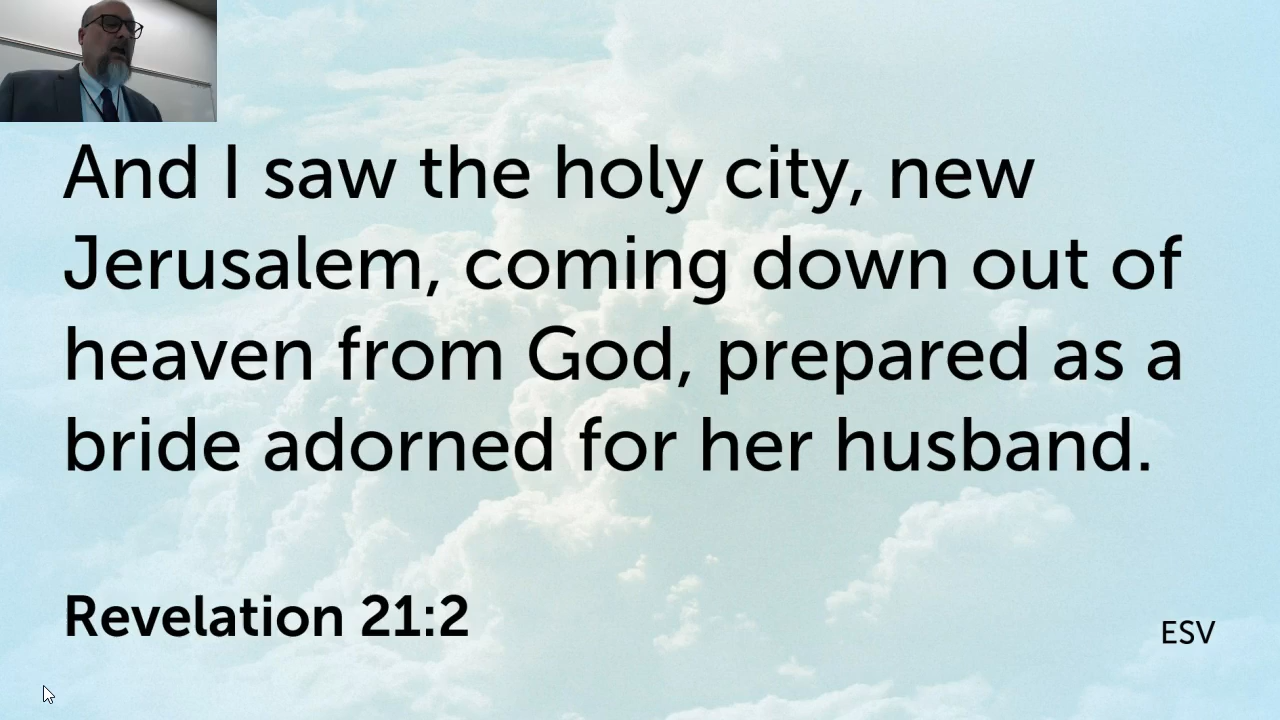 And I saw the holy city, new
Jerusalem, coming down out of
heaven from God, prepared as a
bride adorned for her husband.
Revelation 21:2
ESV